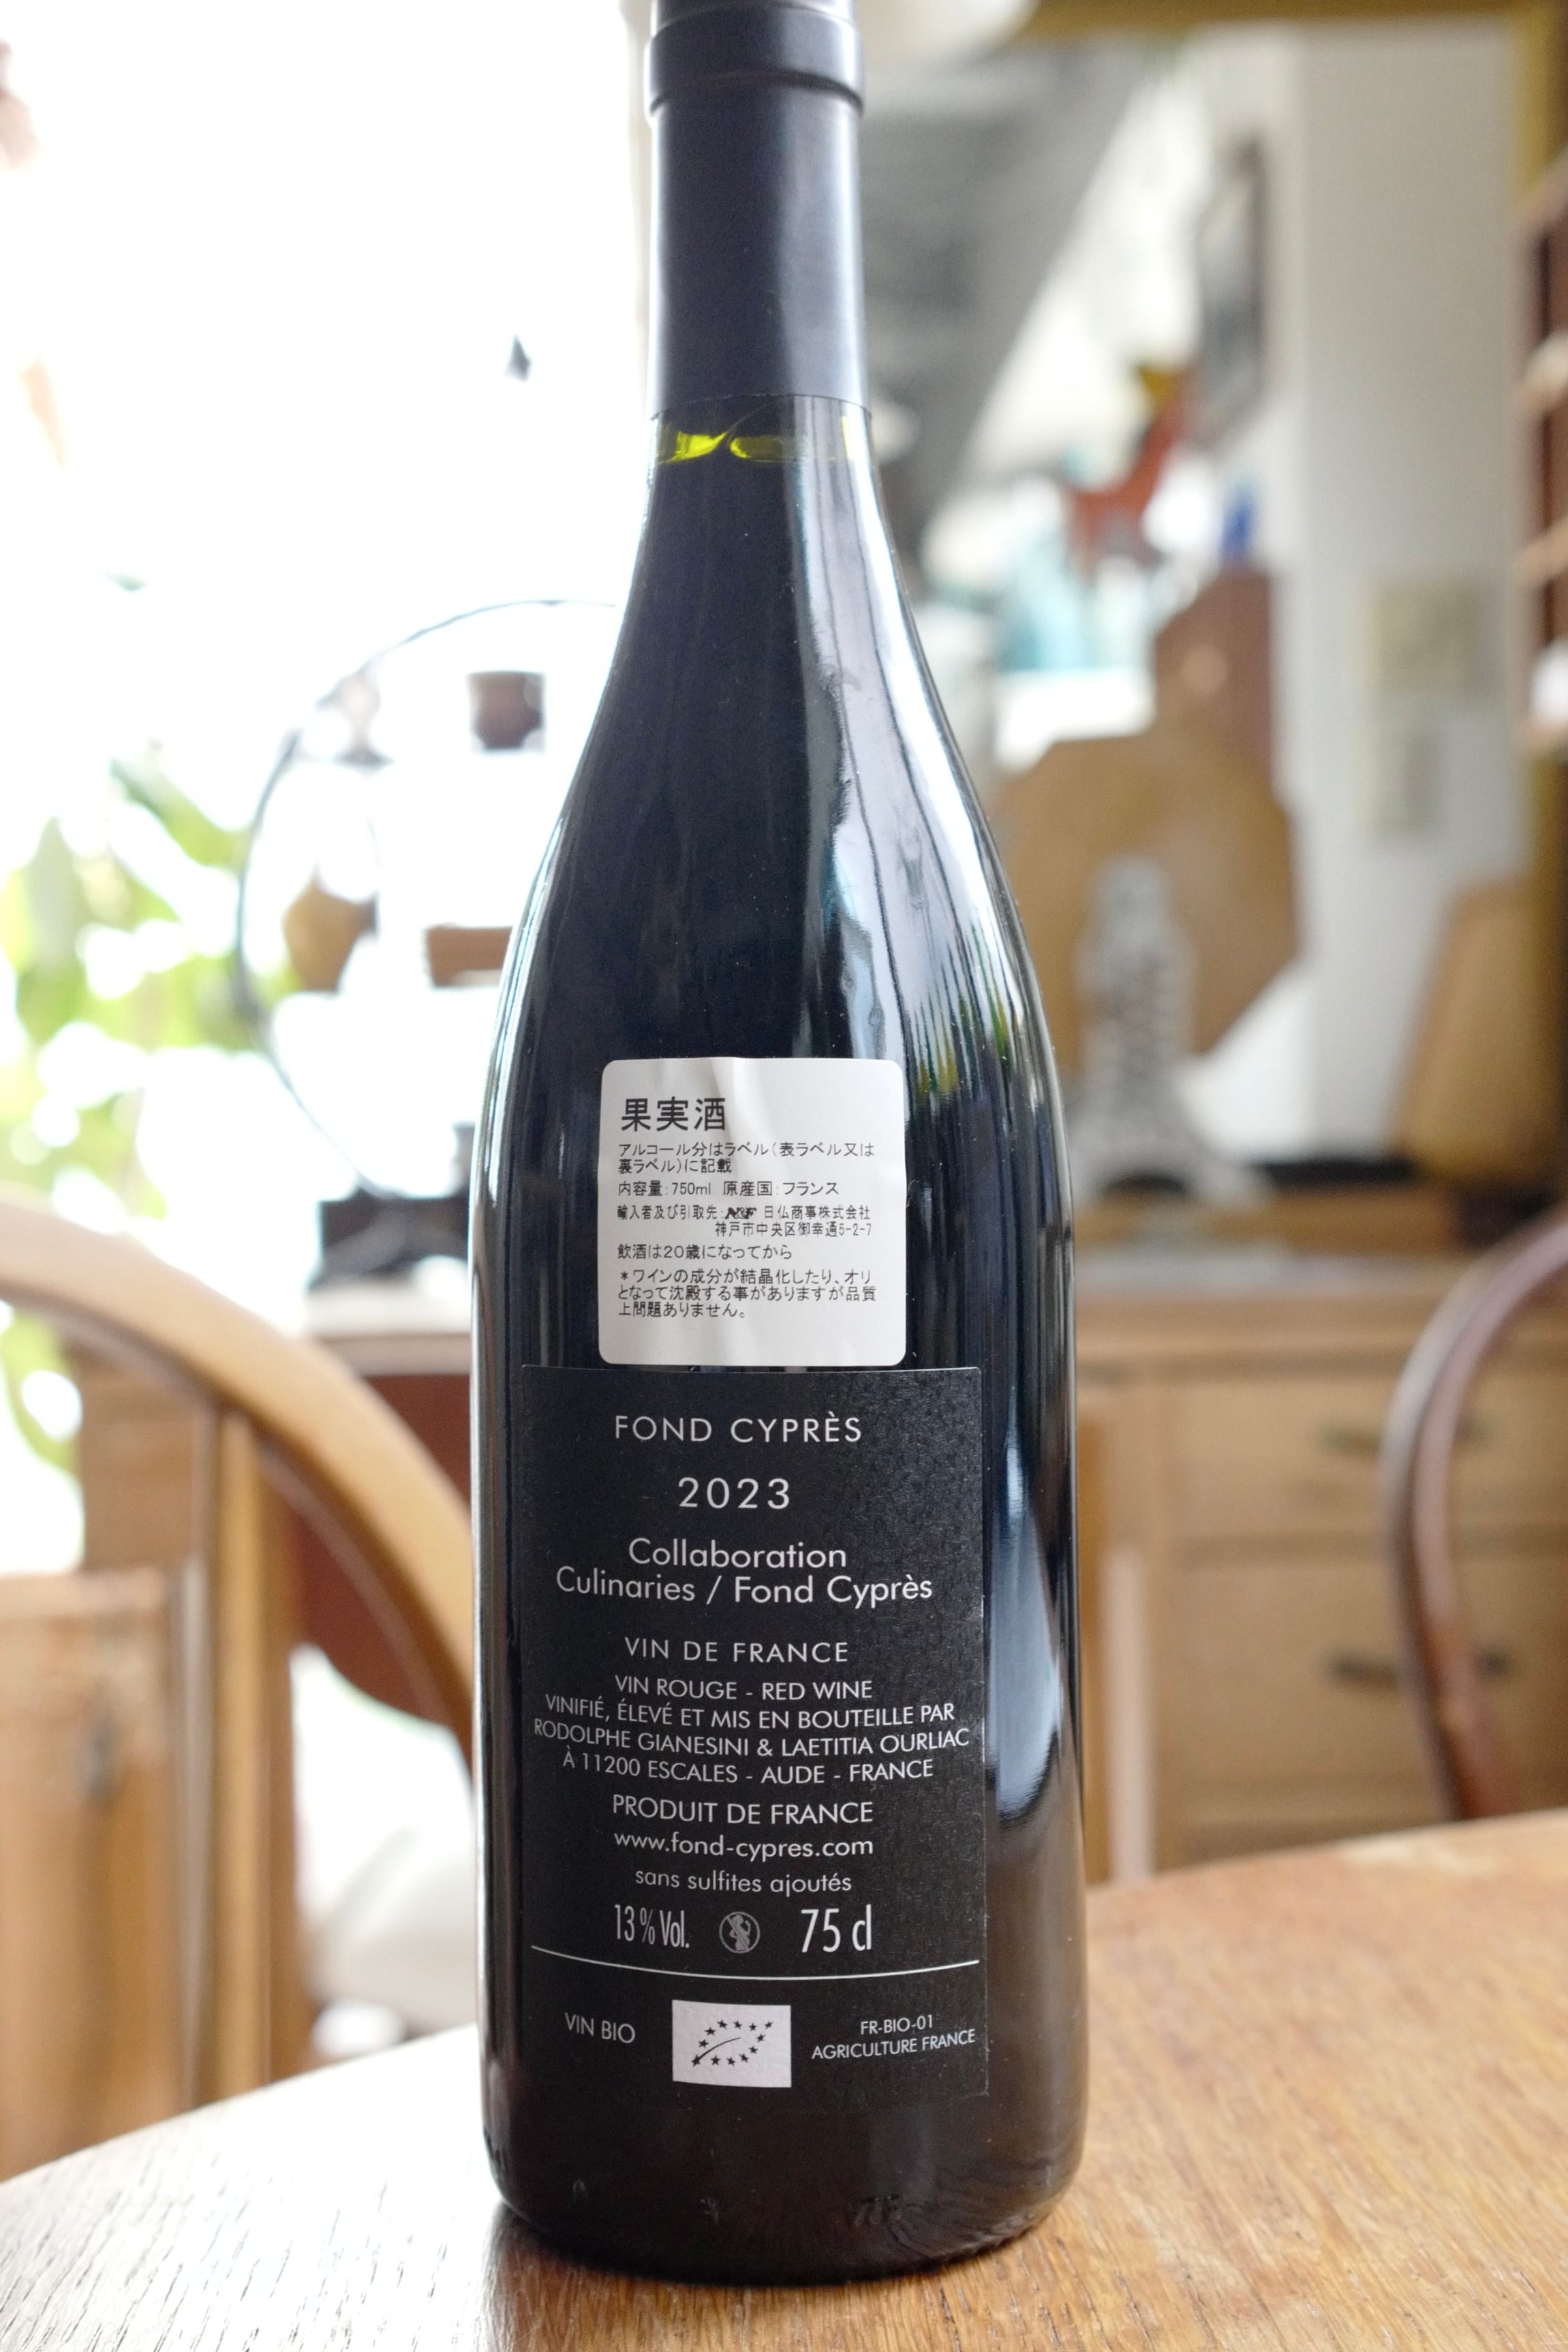 果実酒
アルコール分はラベル(表ラベル又は
裏ラベル)に記載
内容量:750ml 原産国:フランス
輸入者及び引取先:N&F 日仏商事株式会社
神戸市中央区御幸通5-2-7
飲酒は20歳になってから
*ワインの成分が結晶化したり、オリ
となって沈殿する事がありますが品質
上問題ありません。
FOND CYPRÈS
2023
Collaboration
Culinaries / Fond Cyprès
VIN DE FRANCE
VIN ROUGE - RED WINE
VINIFIÉ, ÉLEVÉ ET MIS EN BOUTEILLE PAR
RODOLPHE GIANESINI & LAETITIA OURLIAC
À 11200 ESCALES - AUDE - FRANCE
PRODUIT DE FRANCE
www.fond-cypres.com
sans sulfites ajoutés
13 % Vol. 75 cl
VIN BIO
FR-BIO-01
AGRICULTURE FRANCE